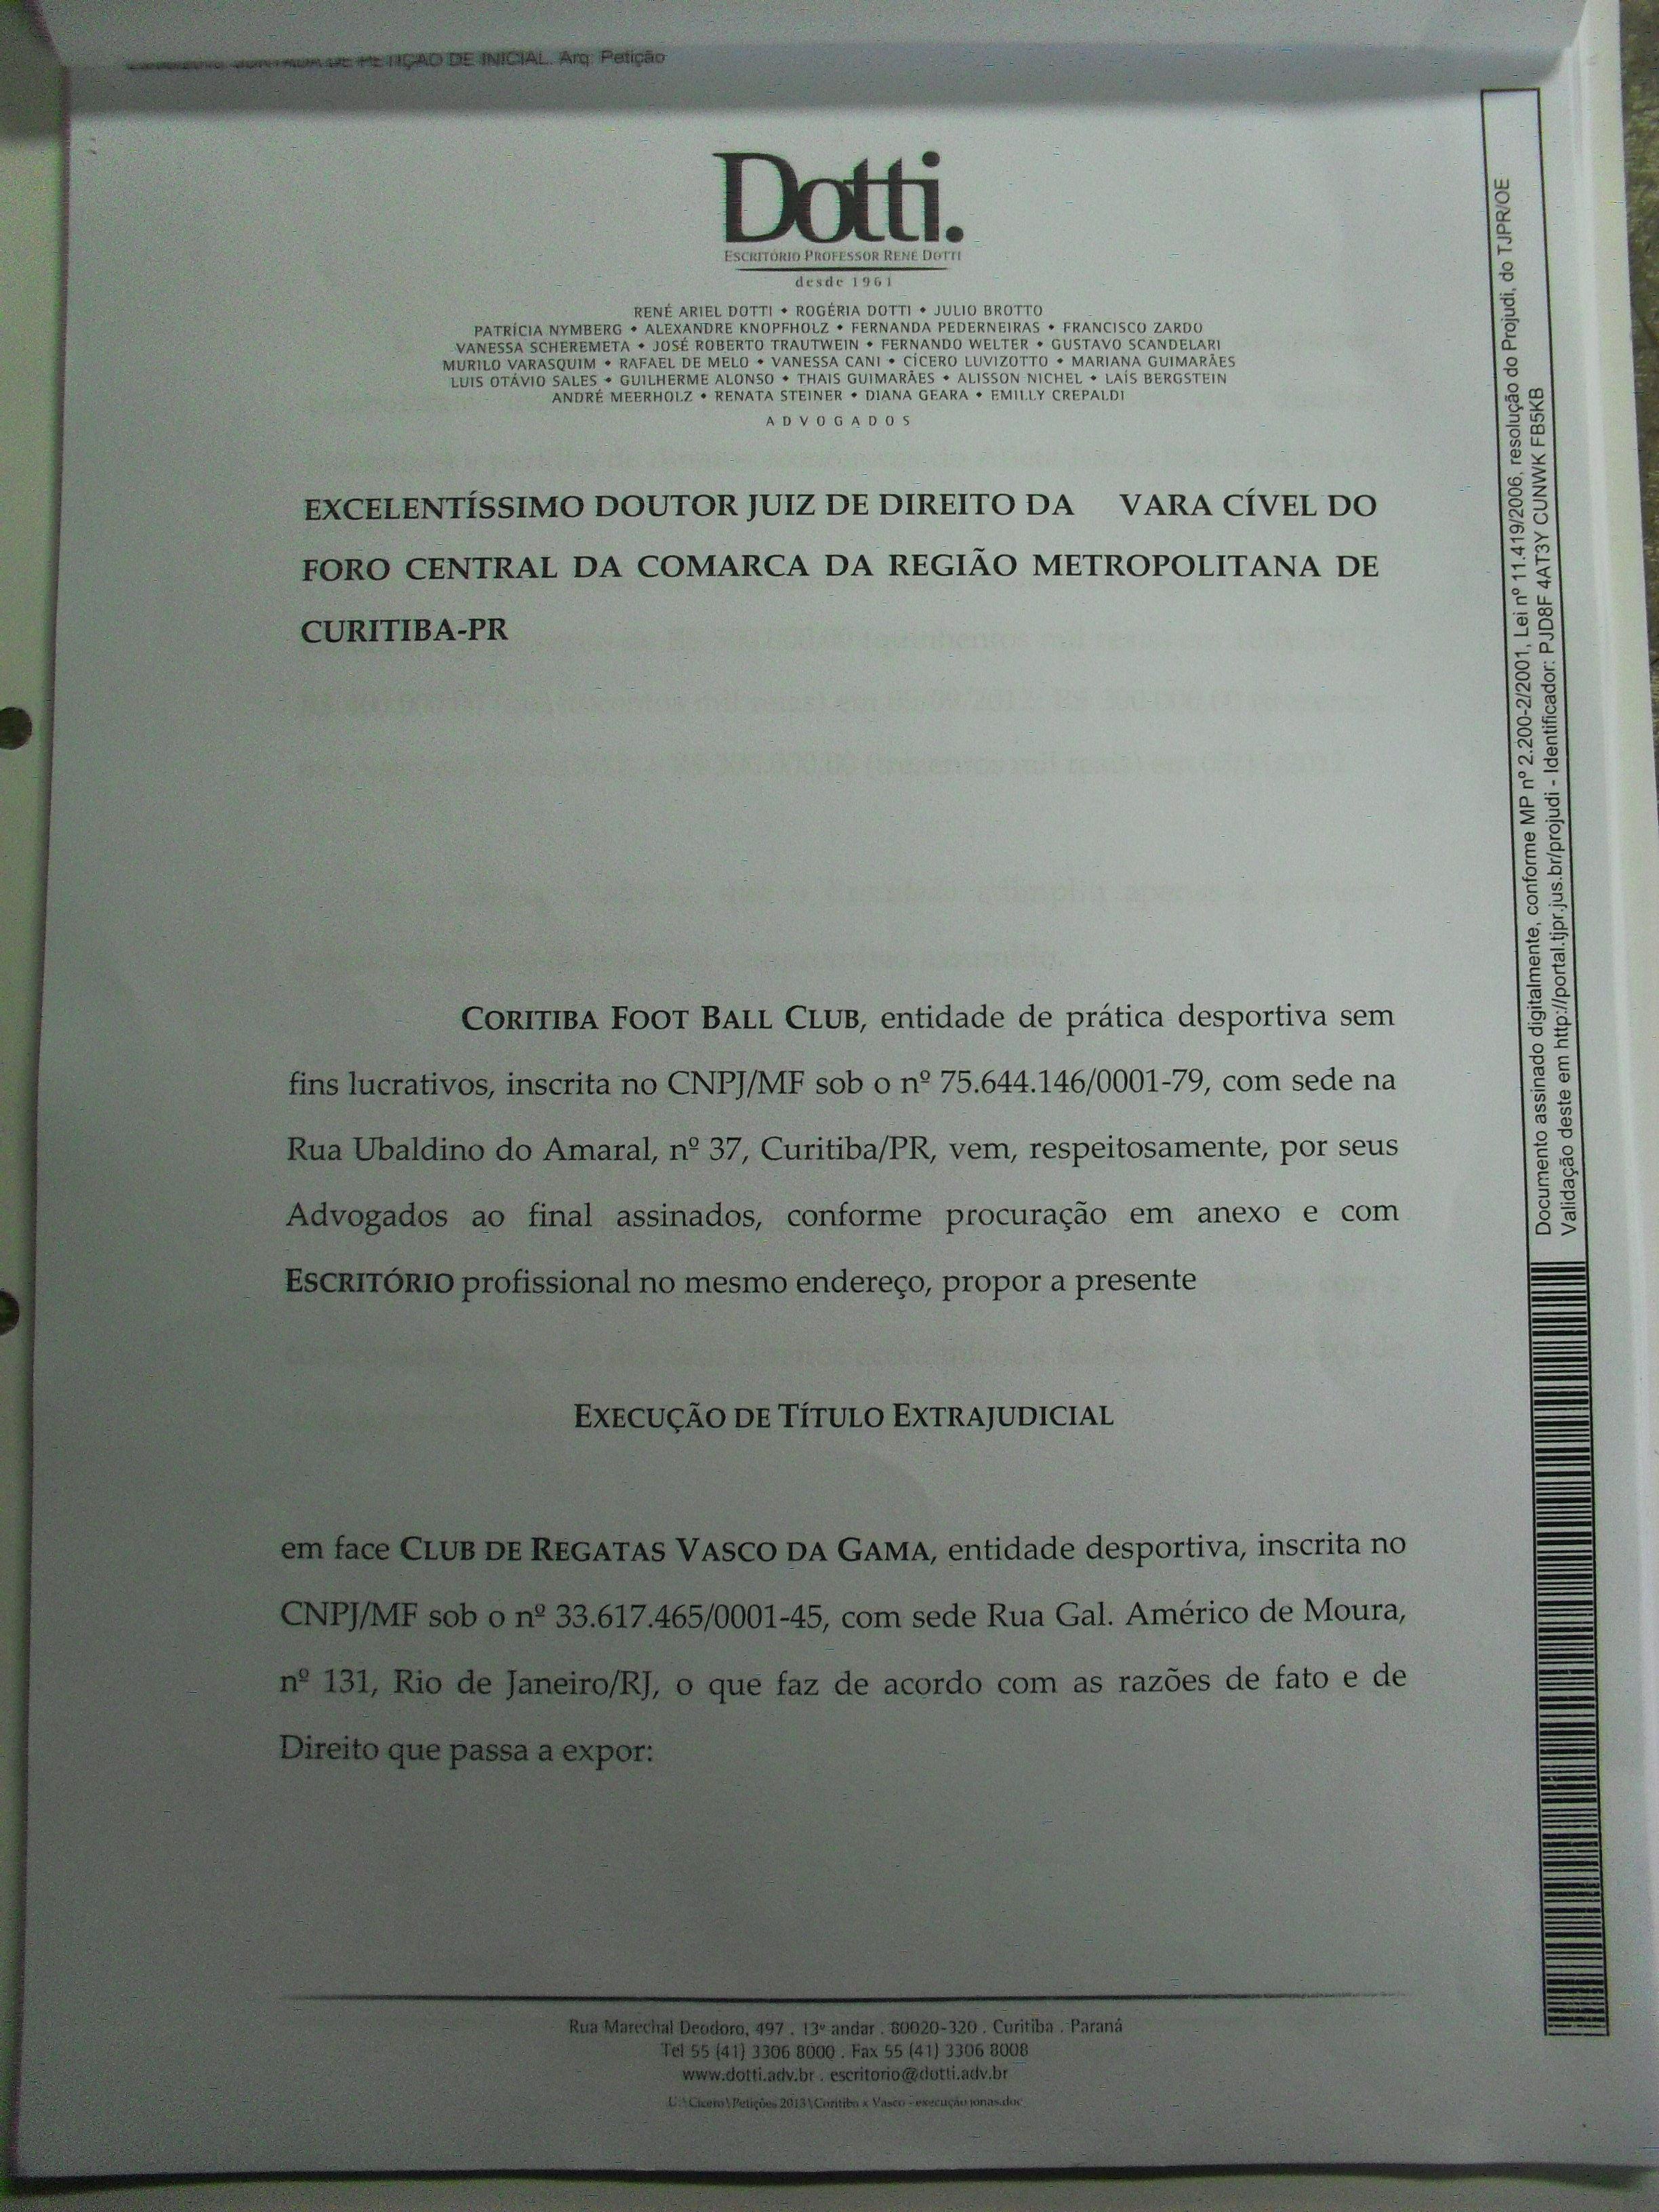 IÇÃO DE INICIAL. Arq. Petição
Dotti.
ESCRITÓRIO PROFESSOR RENÉ DOTTI
desde 1961
RENÉ ARIEL DOTTI • ROGÉRIA DOTTI • JULIO BROTTO
PATRÍCIA NYMBERG • ALEXANDRE KNOPFHOLZ • FERNANDA PEDERNEIRAS • FRANCISCO ZARDO
VANESSA SCHEREMETA • JOSÉ ROBERTO TRAUTWEIN • FERNANDO WELTER • GUSTAVO SCANDELARI
MURILO VARASQUIM • RAFAEL DE MELO • VANESSA CANI • CÍCERO LUVIZOTTO • MARIANA GUIMARÃES
LUIS OTÁVIO SALES • GUILHERME ALONSO • THAIS GUIMARÃES • ALISSON NICHEL • LAÍS BERGSTEIN
ANDRÉ MEERHOLZ • RENATA STEINER • DIANA GEARA • EMILLY CREPALDI
ADVOGADOS
EXCELENTÍSSIMO DOUTOR JUIZ DE DIREITO DA VARA CÍVEL DO
FORO CENTRAL DA COMARCA DA REGIÃO METROPOLITANA DE
CURITIBA-PR
CORITIBA FOOT BALL CLUB, entidade de prática desportiva sem
fins lucrativos, inscrita no CNPJ/MF sob o nº 75.644.146/0001-79, com sede na
Rua Ubaldino do Amaral, nº 37, Curitiba/PR, vem, respeitosamente, por seus
Advogados ao final assinados, conforme procuração em anexo e com
ESCRITÓRIO profissional no mesmo endereço, propor a presente
EXECUÇÃO DE TÍTULO EXTRAJUDICIAL
em face CLUB DE REGATAS VASCO DA GAMA, entidade desportiva, inscrita no
CNPJ/MF sob o nº 33.617.465/0001-45, com sede Rua Gal. Américo de Moura,
nº 131, Rio de Janeiro/RJ, o que faz de acordo com as razões de fato e de
Direito que passa a expor:
Rua Marechal Deodoro, 497 . 13º andar . 80020-320 . Curitiba . Paraná
Tel 55 (41) 3306 8000 . Fax 55 (41) 3306 8008
www.dotti.adv.br . escritorio@dotti.adv.br
\Cicero\Petições 2013\Coritiba x Vasco - execução jonas.doc
Documento assinado digitalmente, conforme MP nº 2.200-2/2001, Lei nº 11.419/2006, resolução do Projudi, do TJPR/OE
Validação deste em http://portal.tjpr.jus.br/projudi - Identificador: PJD8F 4AT3Y CUNWK FB5KB